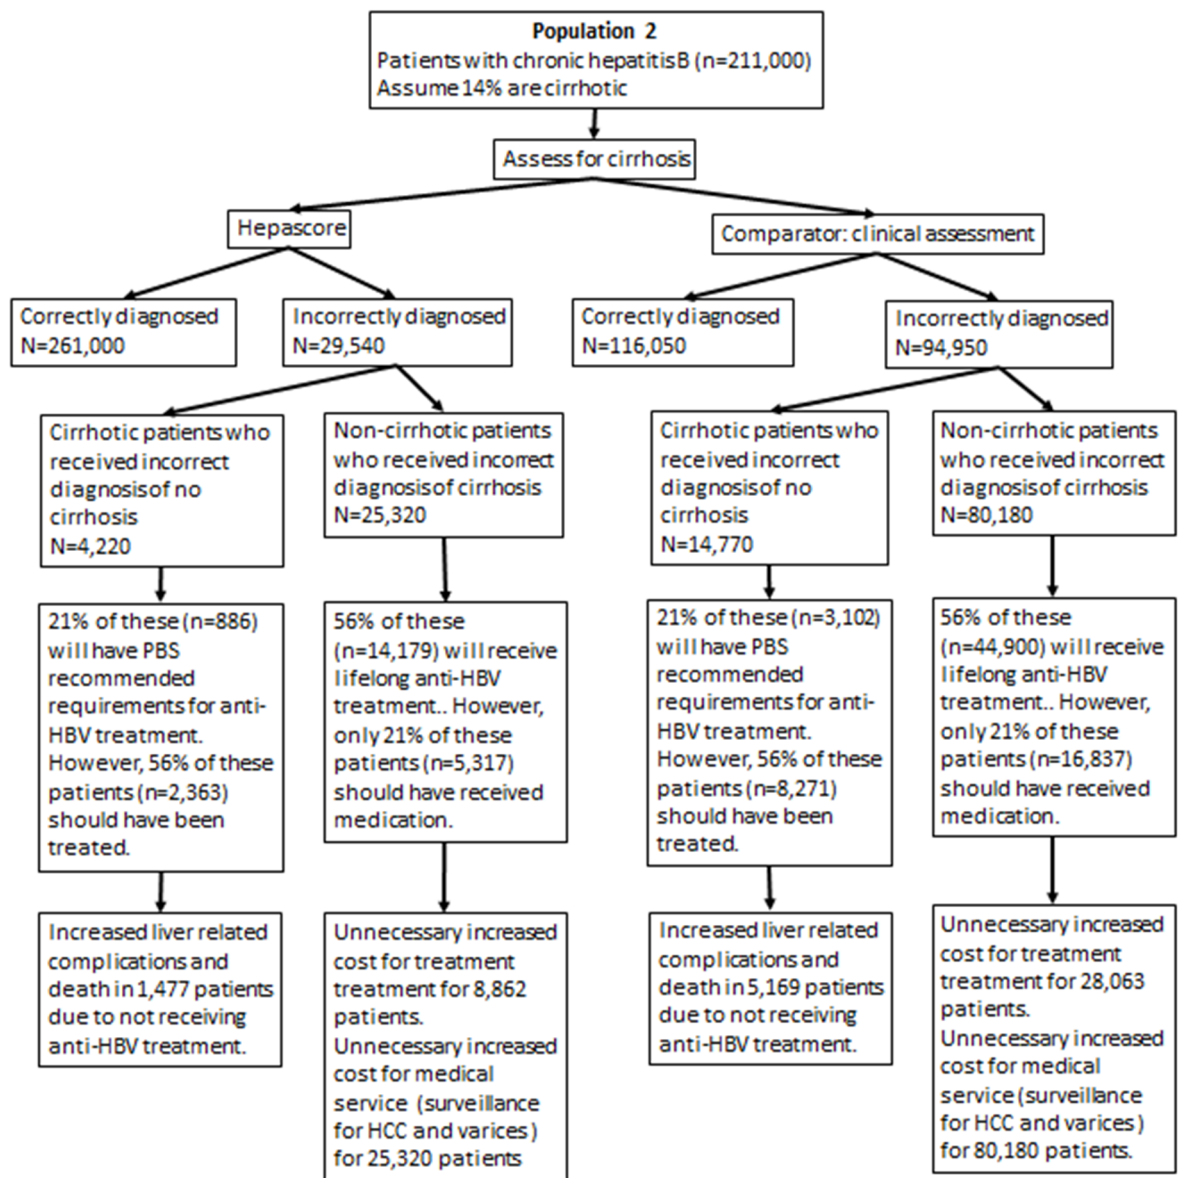 Population 2
Patients with chronic hepatitis B (n=211,000)
Assume 14% are cirrhotic
Assess for cirrhosis
Hepascore
Comparator: clinical assessment
Correctly diagnosed
N=261,000
Incorrectly diagnosed
N=29,540
Correctly diagnosed
N=116,050
Incorrectly diagnosed
N=94,950
Cirrhotic patients who
received incorrect
diagnosis of no
cirrhosis
N=4,220
Non-cirrhotic patients
who received incorrect
diagnosis of cirrhosis
N=25,320
Cirrhotic patients who
received incorrect
diagnosis of no
cirrhosis
N=14,770
Non-cirrhotic patients
who received incorrect
diagnosis of cirrhosis
N=80,180
21% of these (n=886)
will have PBS
recommended
requirements for anti-
HBV treatment.
However, 56% of these
patients (n=2,363)
should have been
treated.
56% of these
(n=14,179) will receive
lifelong anti-HBV
treatment.. However,
only 21% of these
patients (n=5,317)
should have received
medication.
21% of these (n=3,102)
will have PBS
recommended
requirements for anti-
HBV treatment.
However, 56% of these
patients (n=8,271)
should have been
treated.
56% of these
(n=44,900) will receive
lifelong anti-HBV
treatment.. However,
only 21% of these
patients (n=16,837)
should have received
medication.
Increased liver related
complications and
death in 1,477 patients
due to not receiving
anti-HBV treatment.
Unnecessary increased
cost for treatment
treatment for 8,862
patients.
Unnecessary increased
cost for medical
service (surveillance
for HCC and varices)
for 25,320 patients
Increased liver related
complications and
death in 5,169 patients
due to not receiving
anti-HBV treatment.
Unnecessary increased
cost for treatment
treatment for 28,063
patients.
Unnecessary increased
cost for medical
service (surveillance
for HCC and varices)
for 80,180 patients.